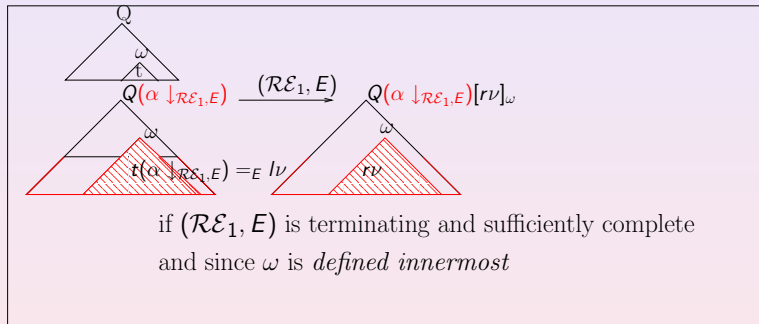 Q
ω
t
Q(α ↓_{𝓡𝓔₁,E}) (𝓡𝓔₁, E) Q(α ↓_{𝓡𝓔₁,E})[rν]_ω
ω ω
t(α ↓_{𝓡𝓔₁,E}) =_E lν rν
if (𝓡𝓔₁, E) is terminating and sufficiently complete
and since ω is defined innermost